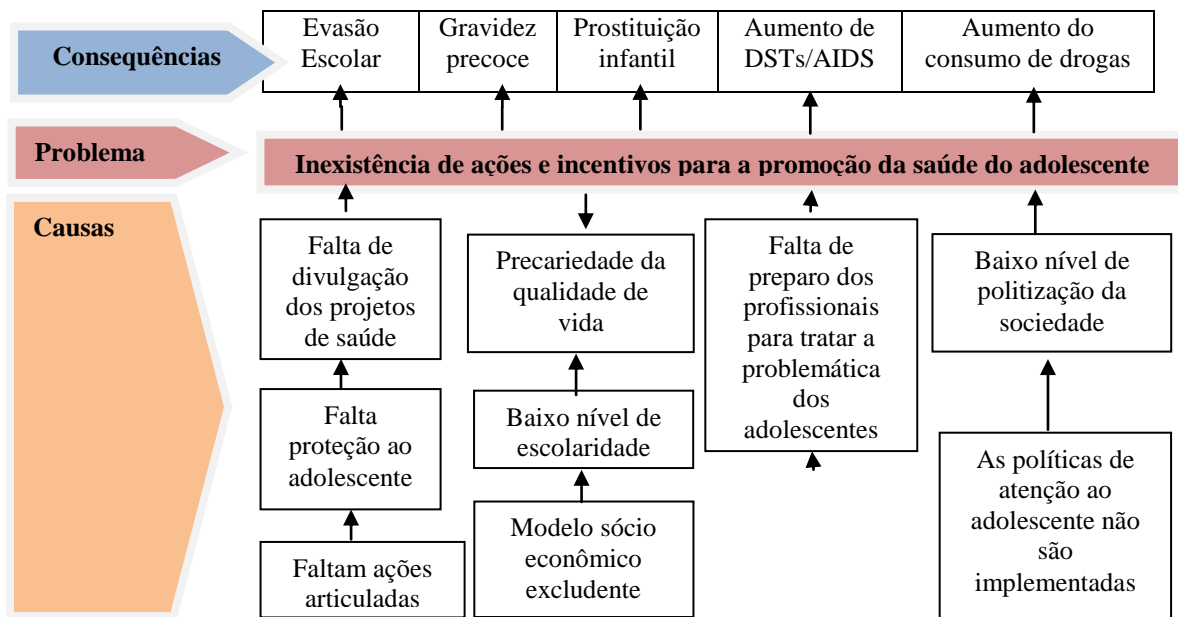 Consequências
Evasão
Escolar
Gravidez
precoce
Prostituição
infantil
Aumento de
DSTs/AIDS
Aumento do
consumo de drogas
Problema
Inexistência de ações e incentivos para a promoção da saúde do adolescente
Causas
Falta de
divulgação
dos projetos
de saúde
Falta
proteção ao
adolescente
Faltam ações
articuladas
Precariedade da
qualidade de
vida
Baixo nível de
escolaridade
Modelo sócio
econômico
excludente
Falta de
preparo dos
profissionais
para tratar a
problemática
dos
adolescentes
Baixo nível de
politização da
sociedade
As políticas de
atenção ao
adolescente não
são
implementadas